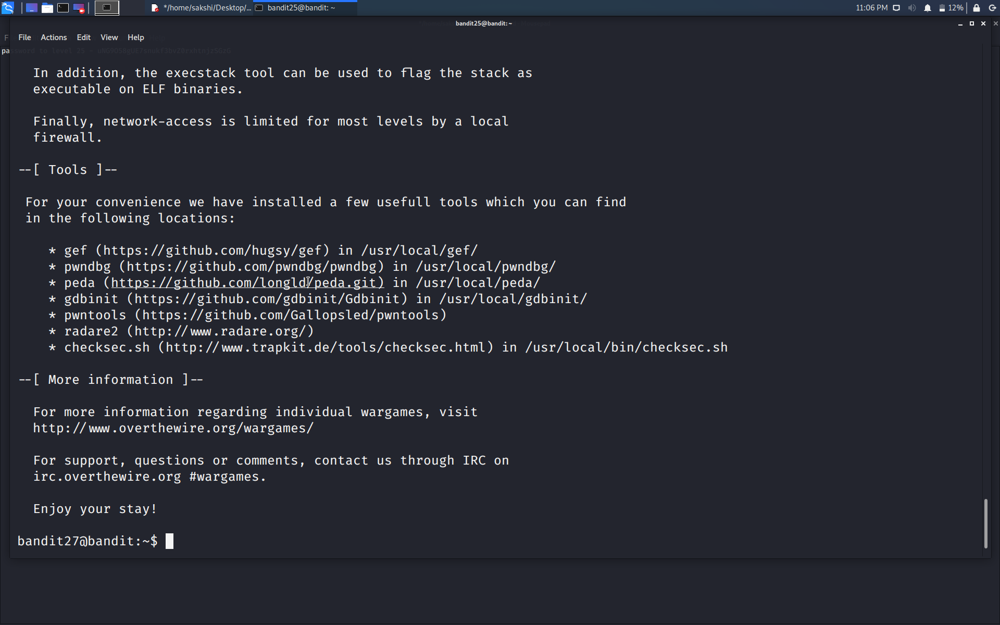 */home/sakshi/Desktop/... bandit25@bandit: ~ 11:06 PM 12%
bandit25@bandit:~
File Actions Edit View Help
password to level 25 -
In addition, the execstack tool can be used to flag the stack as
executable on ELF binaries.
Finally, network-access is limited for most levels by a local
firewall.
--[ Tools ]--
For your convenience we have installed a few usefull tools which you can find
in the following locations:
* gef (https://github.com/hugsy/gef) in /usr/local/gef/
* pwndbg (https://github.com/pwndbg/pwndbg) in /usr/local/pwndbg/
* peda (https://github.com/longld/peda.git) in /usr/local/peda/
* gdbinit (https://github.com/gdbinit/Gdbinit) in /usr/local/gdbinit/
* pwntools (https://github.com/Gallopsled/pwntools)
* radare2 (http://www.radare.org/)
* checksec.sh (http://www.trapkit.de/tools/checksec.html) in /usr/local/bin/checksec.sh
--[ More information ]--
For more information regarding individual wargames, visit
http://www.overthewire.org/wargames/
For support, questions or comments, contact us through IRC on
irc.overthewire.org #wargames.
Enjoy your stay!
bandit27@bandit:~$